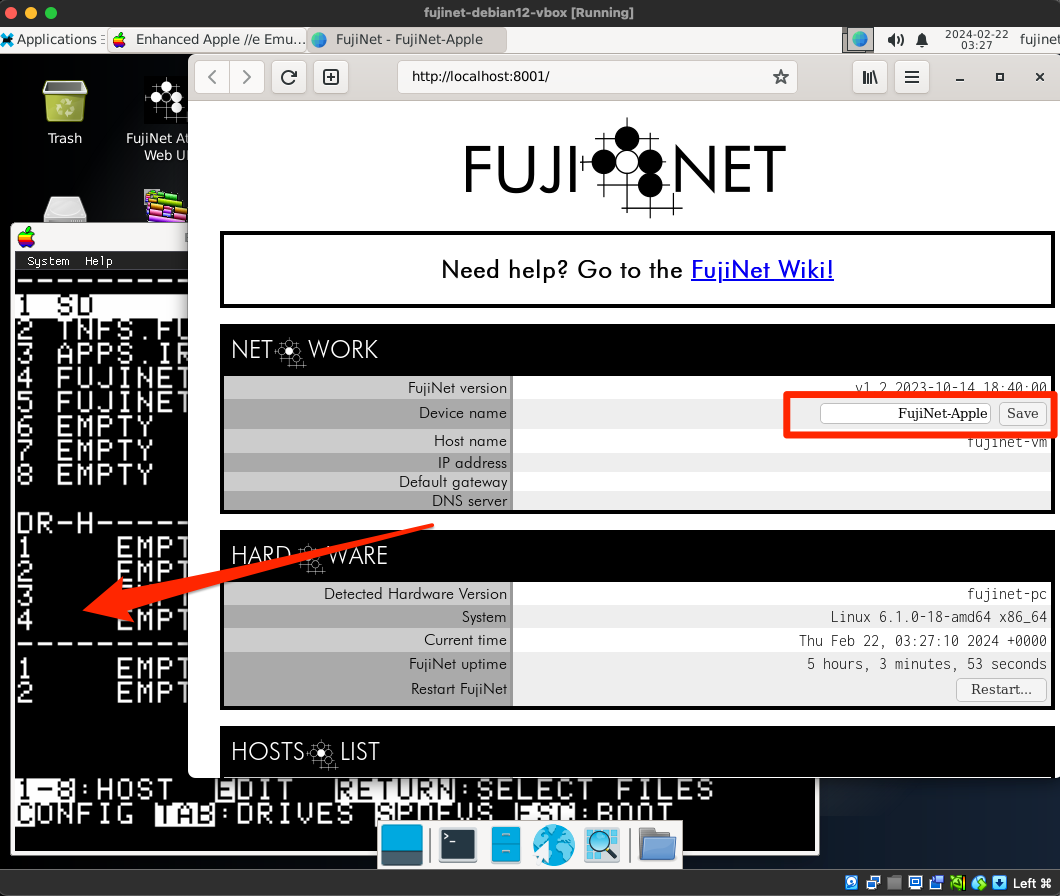 fujinet-debian12-vbox [Running]
Applications
Enhanced Apple //e Emu...
FujiNet - FujiNet-Apple
2024-02-22
03:27
fujinet
http://localhost:8001/
Trash
FujiNet At
Web UI
FUJI NET
Need help? Go to the FujiNet Wiki!
System Help
1 SD
2 TNFS.FU
3 APPS.IR
4 FUJINET
5 FUJINET
6 EMPTY
7 EMPTY
8 EMPTY
DR-H------
1 EMPT
2 EMPT
3 EMPT
4 EMPT
1 EMPT
2 EMPT
1-8:HOST EDIT RETURN:SELECT FILES
CONFIG TAB:DRIVES SPDEVS ESC:BOOT
NET WORK
FujiNet version v1.2 2023-10-14 18:40:00
Device name FujiNet-Apple Save
Host name fujinet-vm
IP address
Default gateway
DNS server
HARD WARE
Detected Hardware Version fujinet-pc
System Linux 6.1.0-18-amd64 x86_64
Current time Thu Feb 22, 03:27:10 2024 +0000
FujiNet uptime 5 hours, 3 minutes, 53 seconds
Restart FujiNet Restart...
HOSTS LIST
Left ⌘